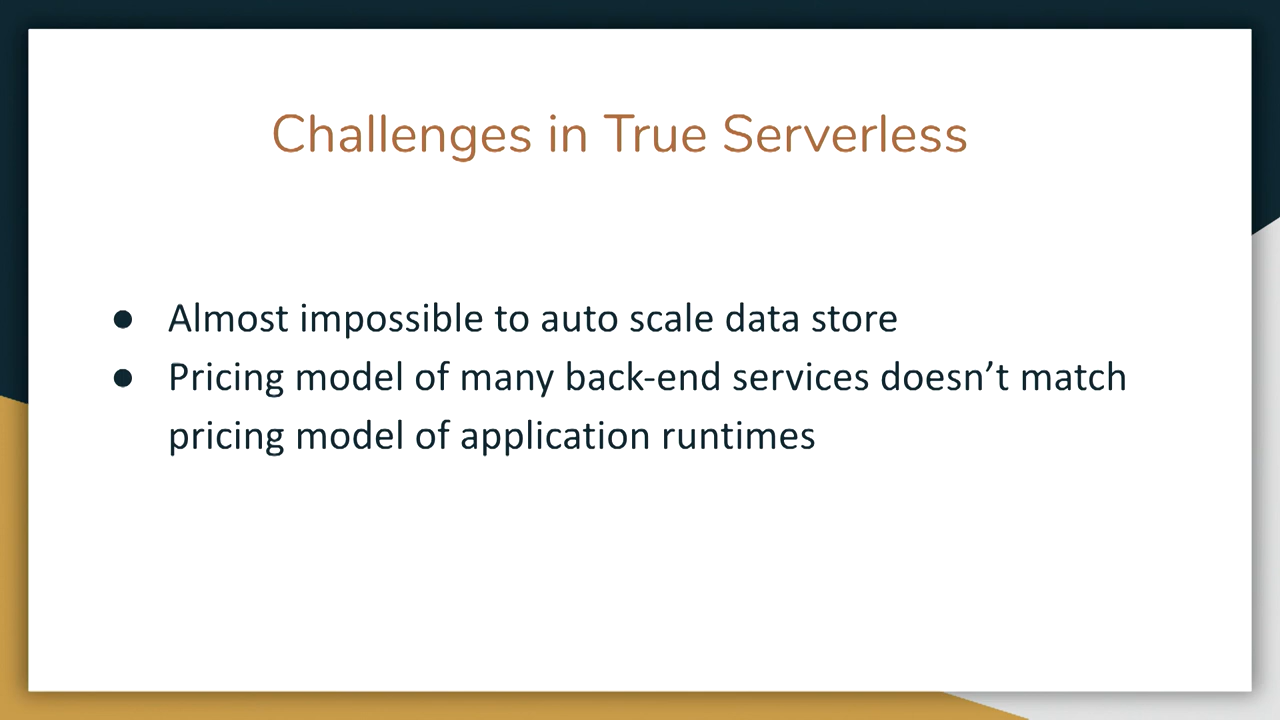 Challenges in True Serverless
● Almost impossible to auto scale data store
● Pricing model of many back-end services doesn’t match
pricing model of application runtimes